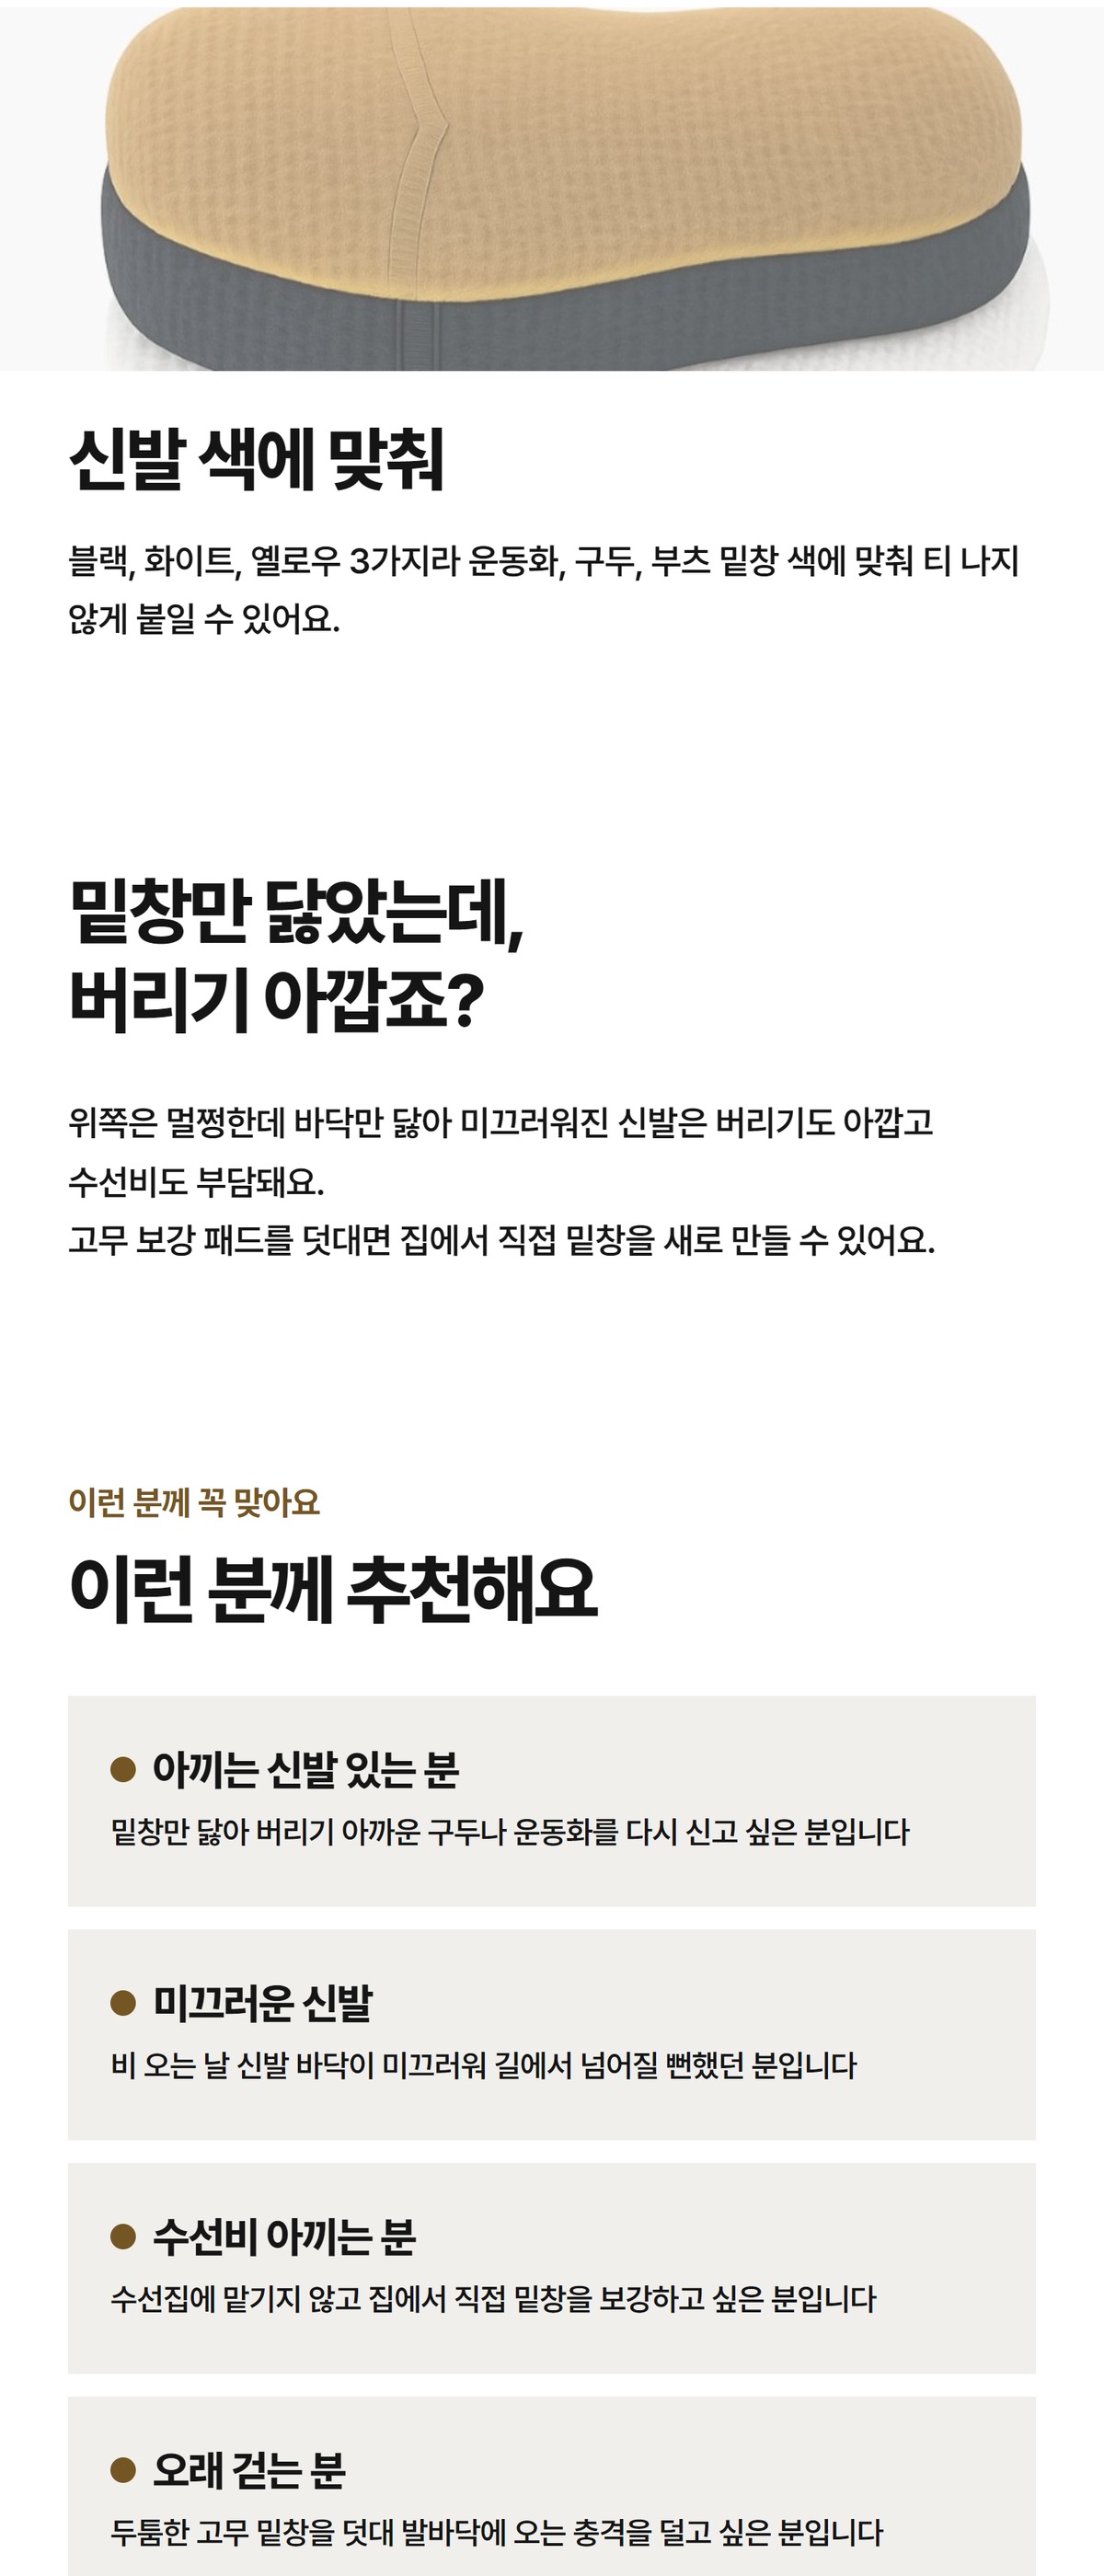 신발 색에 맞춰
블랙, 화이트, 옐로우 3가지라 운동화, 구두, 부츠 밑창 색에 맞춰 티 나지
않게 붙일 수 있어요.
밑창만 닳았는데,
버리기 아깝죠?
위쪽은 멀쩡한데 바닥만 닳아 미끄러워진 신발은 버리기도 아깝고
수선비도 부담돼요.
고무 보강 패드를 덧대면 집에서 직접 밑창을 새로 만들 수 있어요.
이런 분께 꼭 맞아요
이런 분께 추천해요
아끼는 신발 있는 분
밑창만 닳아 버리기 아까운 구두나 운동화를 다시 신고 싶은 분입니다
미끄러운 신발
비 오는 날 신발 바닥이 미끄러워 길에서 넘어질 뻔했던 분입니다
수선비 아끼는 분
수선집에 맡기지 않고 집에서 직접 밑창을 보강하고 싶은 분입니다
오래 걷는 분
두툼한 고무 밑창을 덧대 발바닥에 오는 충격을 덜고 싶은 분입니다